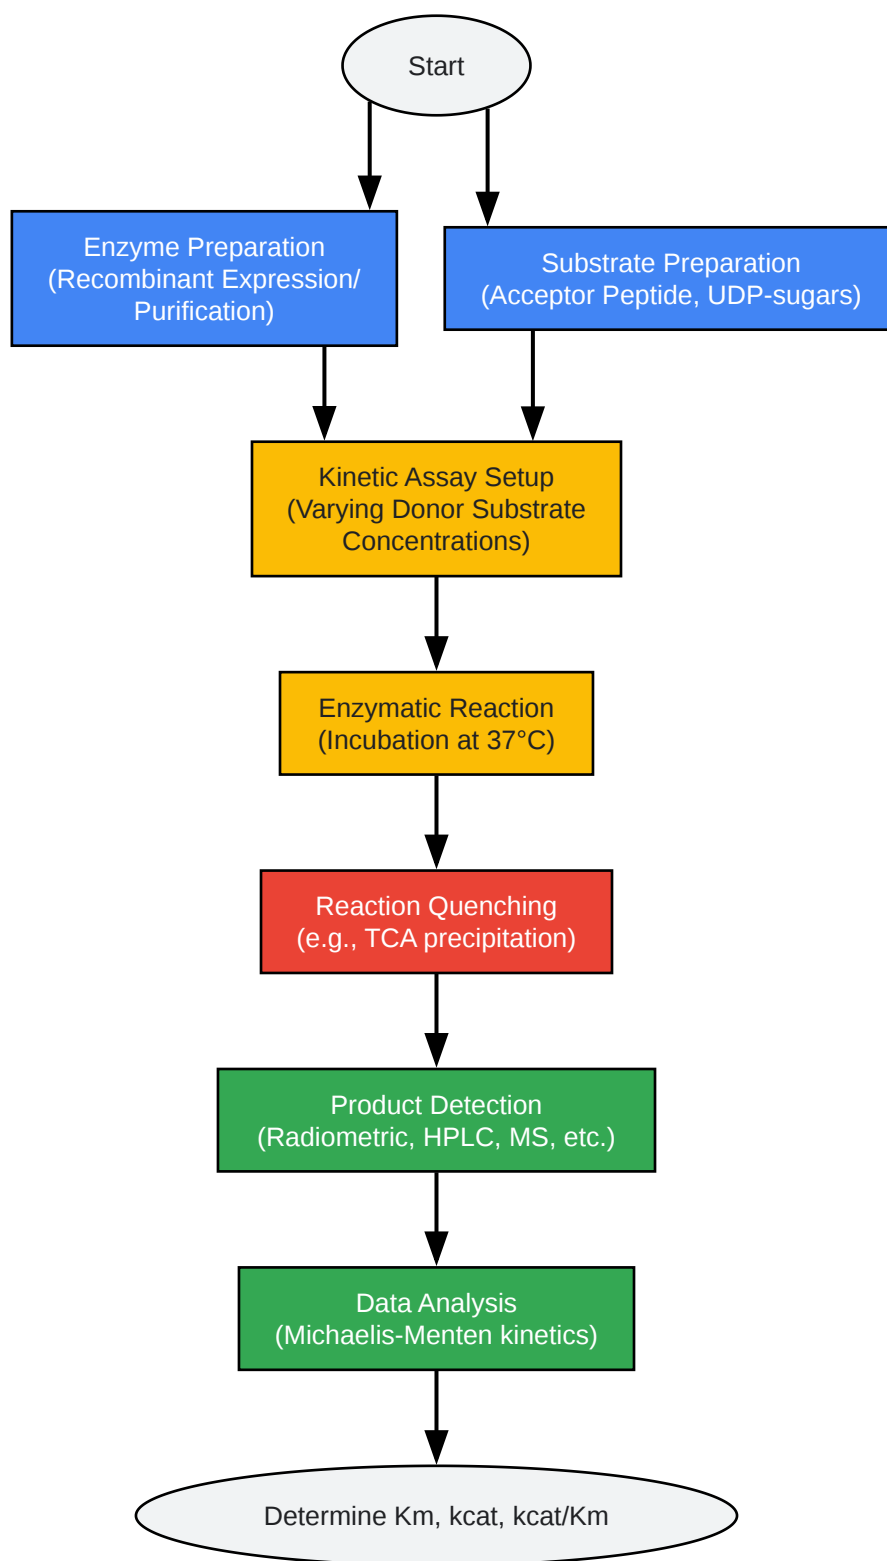 Start
Enzyme Preparation
(Recombinant Expression/
Purification)
Substrate Preparation
(Acceptor Peptide, UDP-sugars)
Kinetic Assay Setup
(Varying Donor Substrate
Concentrations)
Enzymatic Reaction
(Incubation at 37°C)
Reaction Quenching
(e.g., TCA precipitation)
Product Detection
(Radiometric, HPLC, MS, etc.)
Data Analysis
(Michaelis-Menten kinetics)
Determine Km, kcat, kcat/Km